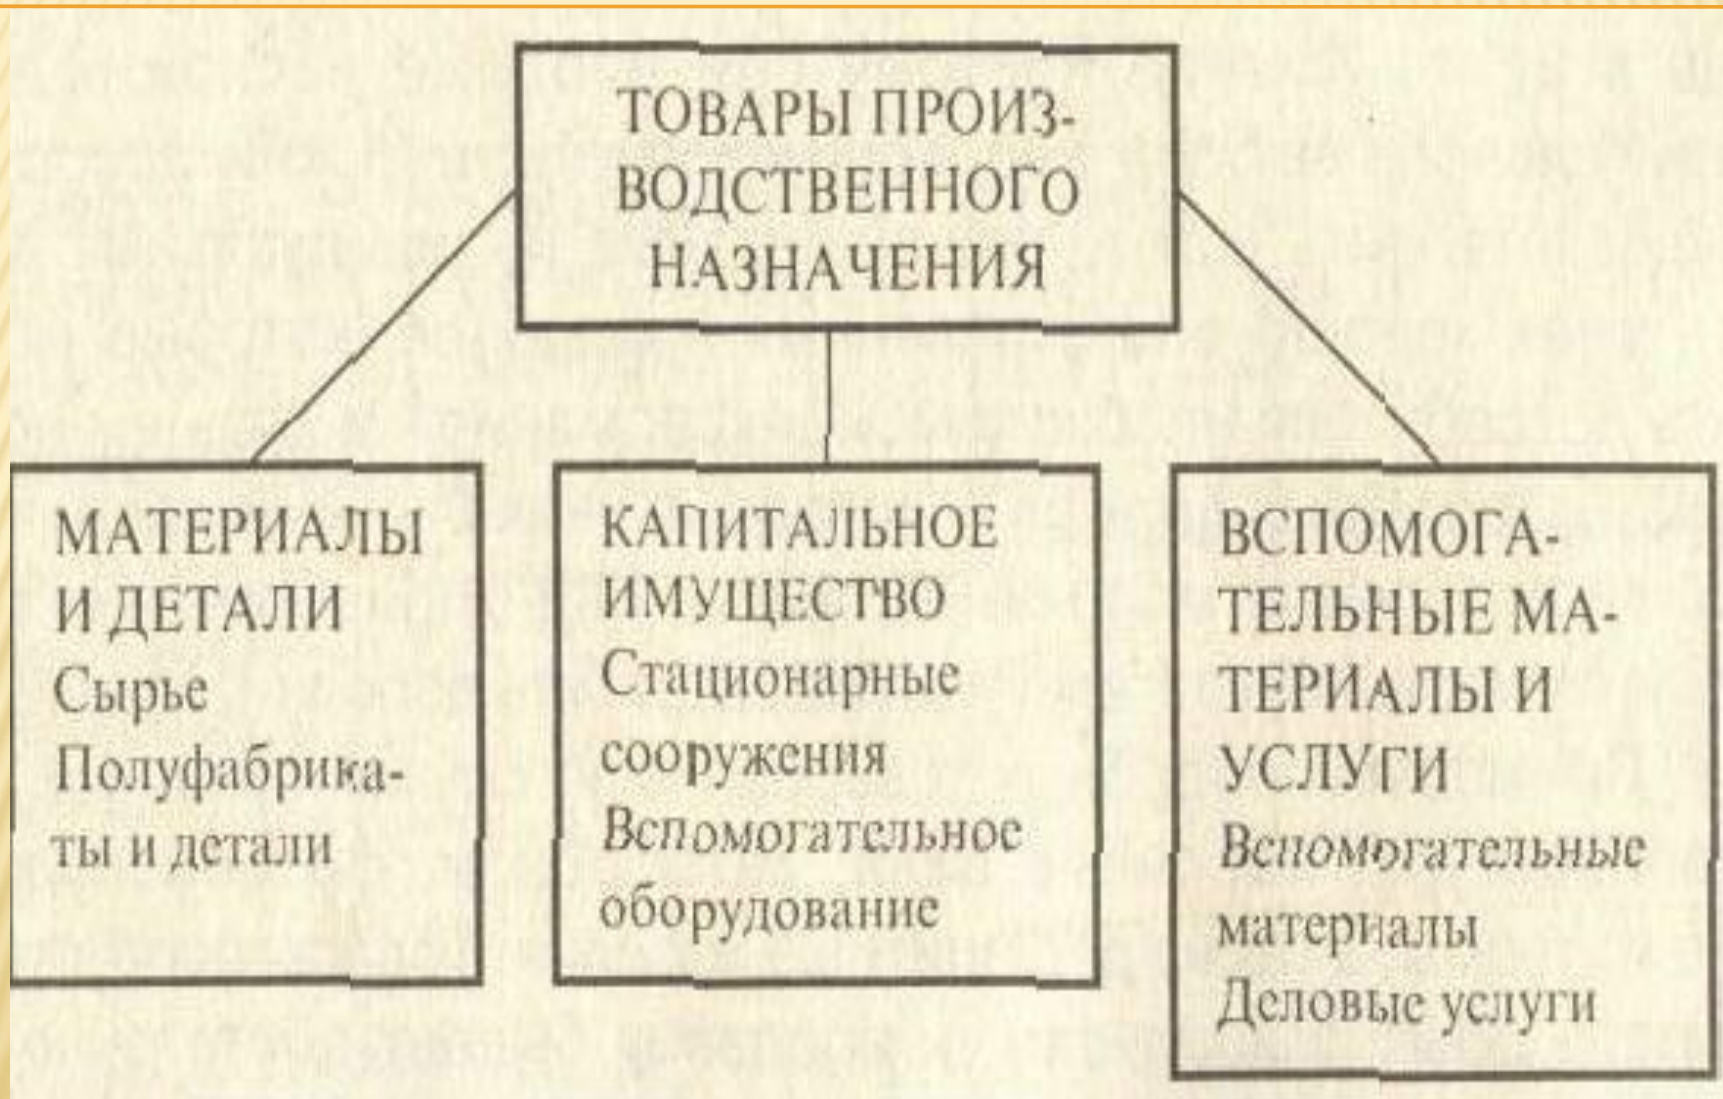 ТОВАРЫ ПРОИЗ-
ВОДСТВЕННОГО
НАЗНАЧЕНИЯ
МАТЕРИАЛЫ
И ДЕТАЛИ
Сырье
Полуфабрика-
ты и детали
КАПИТАЛЬНОЕ
ИМУЩЕСТВО
Стационарные
сооружения
Вспомогательное
оборудование
ВСПОМОГА-
ТЕЛЬНЫЕ МА-
ТЕРИАЛЫ И
УСЛУГИ
Вспомогательные
материалы
Деловые услуги